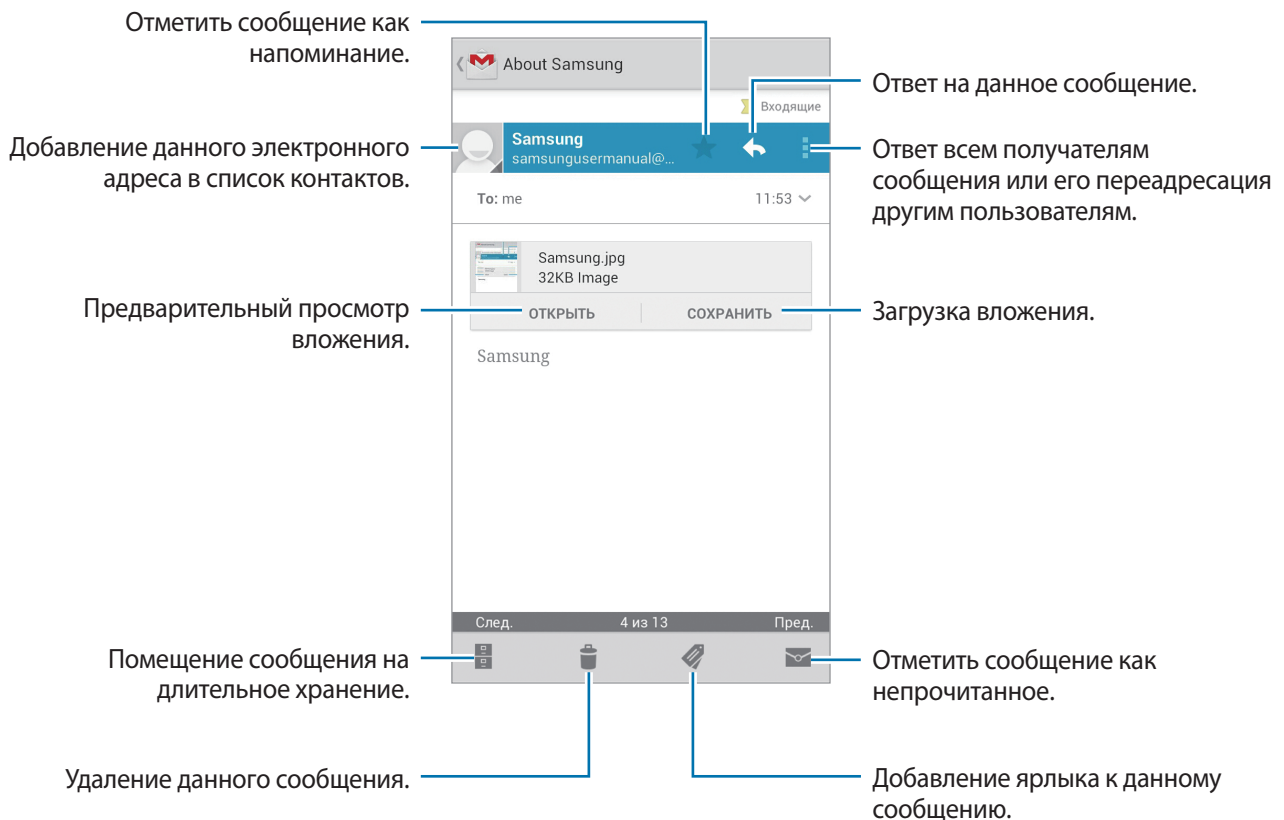 Отметить сообщение как
напоминание.
About Samsung
Ответ на данное сообщение.
Входящие
Добавление данного электронного
адреса в список контактов.
Samsung
samsungusermanual@...
Ответ всем получателям
сообщения или его переадресация
другим пользователям.
To: me
11:53
Samsung.jpg
32KB Image
Предварительный просмотр
вложения.
ОТКРЫТЬ
СОХРАНИТЬ
Загрузка вложения.
Samsung
След.
4 из 13
Пред.
Помещение сообщения на
длительное хранение.
Отметить сообщение как
непрочитанное.
Удаление данного сообщения.
Добавление ярлыка к данному
сообщению.